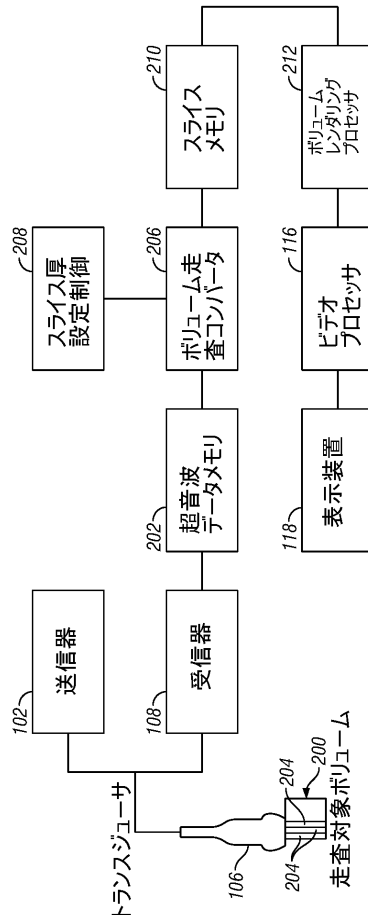 102
送信器
108
受信器
トランスジューサ
106
204
204
200
走査対象ボリューム
202
超音波
データメモリ
208
スライス厚
設定制御
206
ボリューム走
査コンバータ
210
スライス
メモリ
212
ボリューム
レンダリング
プロセッサ
116
ビデオ
プロセッサ
118
表示装置